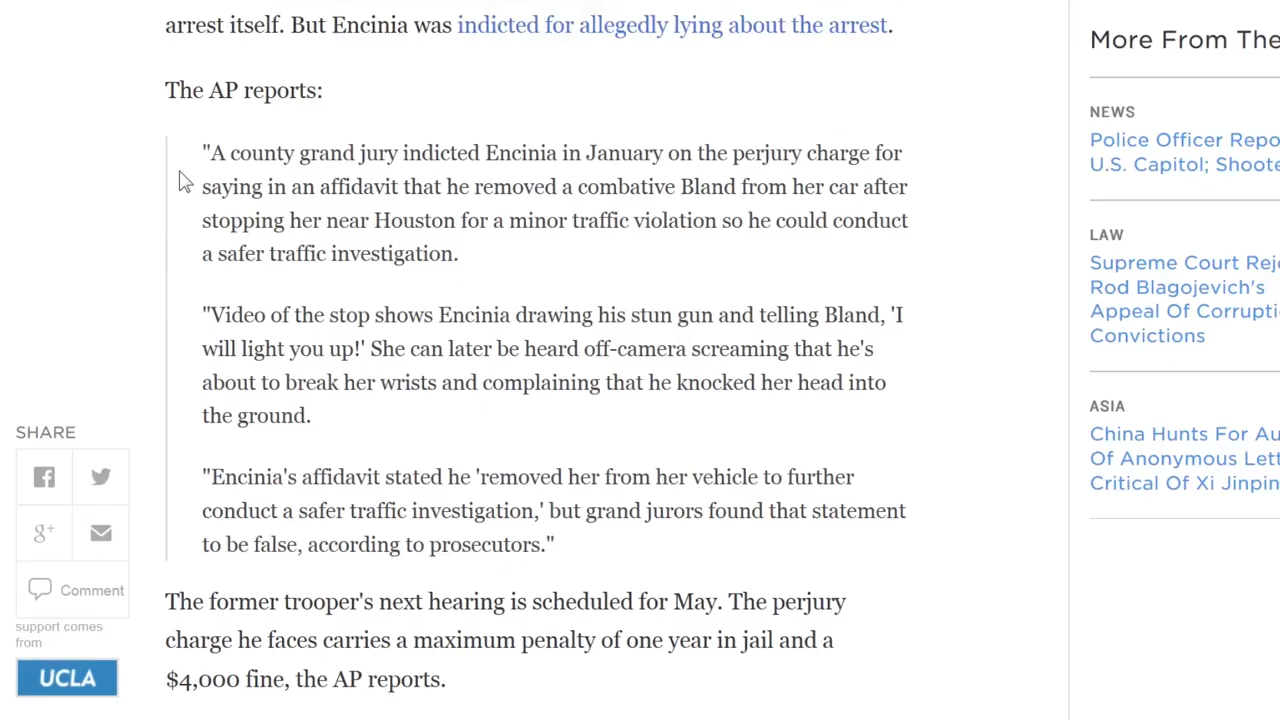 arrest itself. But Encinia was indicted for allegedly lying about the arrest.
The AP reports:
"A county grand jury indicted Encinia in January on the perjury charge for
saying in an affidavit that he removed a combative Bland from her car after
stopping her near Houston for a minor traffic violation so he could conduct
a safer traffic investigation.
"Video of the stop shows Encinia drawing his stun gun and telling Bland, 'I
will light you up!' She can later be heard off-camera screaming that he's
about to break her wrists and complaining that he knocked her head into
the ground.
"Encinia's affidavit stated he 'removed her from her vehicle to further
conduct a safer traffic investigation,' but grand jurors found that statement
to be false, according to prosecutors."
The former trooper's next hearing is scheduled for May. The perjury
charge he faces carries a maximum penalty of one year in jail and a
$4,000 fine, the AP reports.
SHARE
g+
Comment
support comes
from
UCLA
More From The
NEWS
Police Officer Repo
U.S. Capitol; Shoote
LAW
Supreme Court Reje
Rod Blagojevich's
Appeal Of Corrupti
Convictions
ASIA
China Hunts For Au
Of Anonymous Lett
Critical Of Xi Jinpin